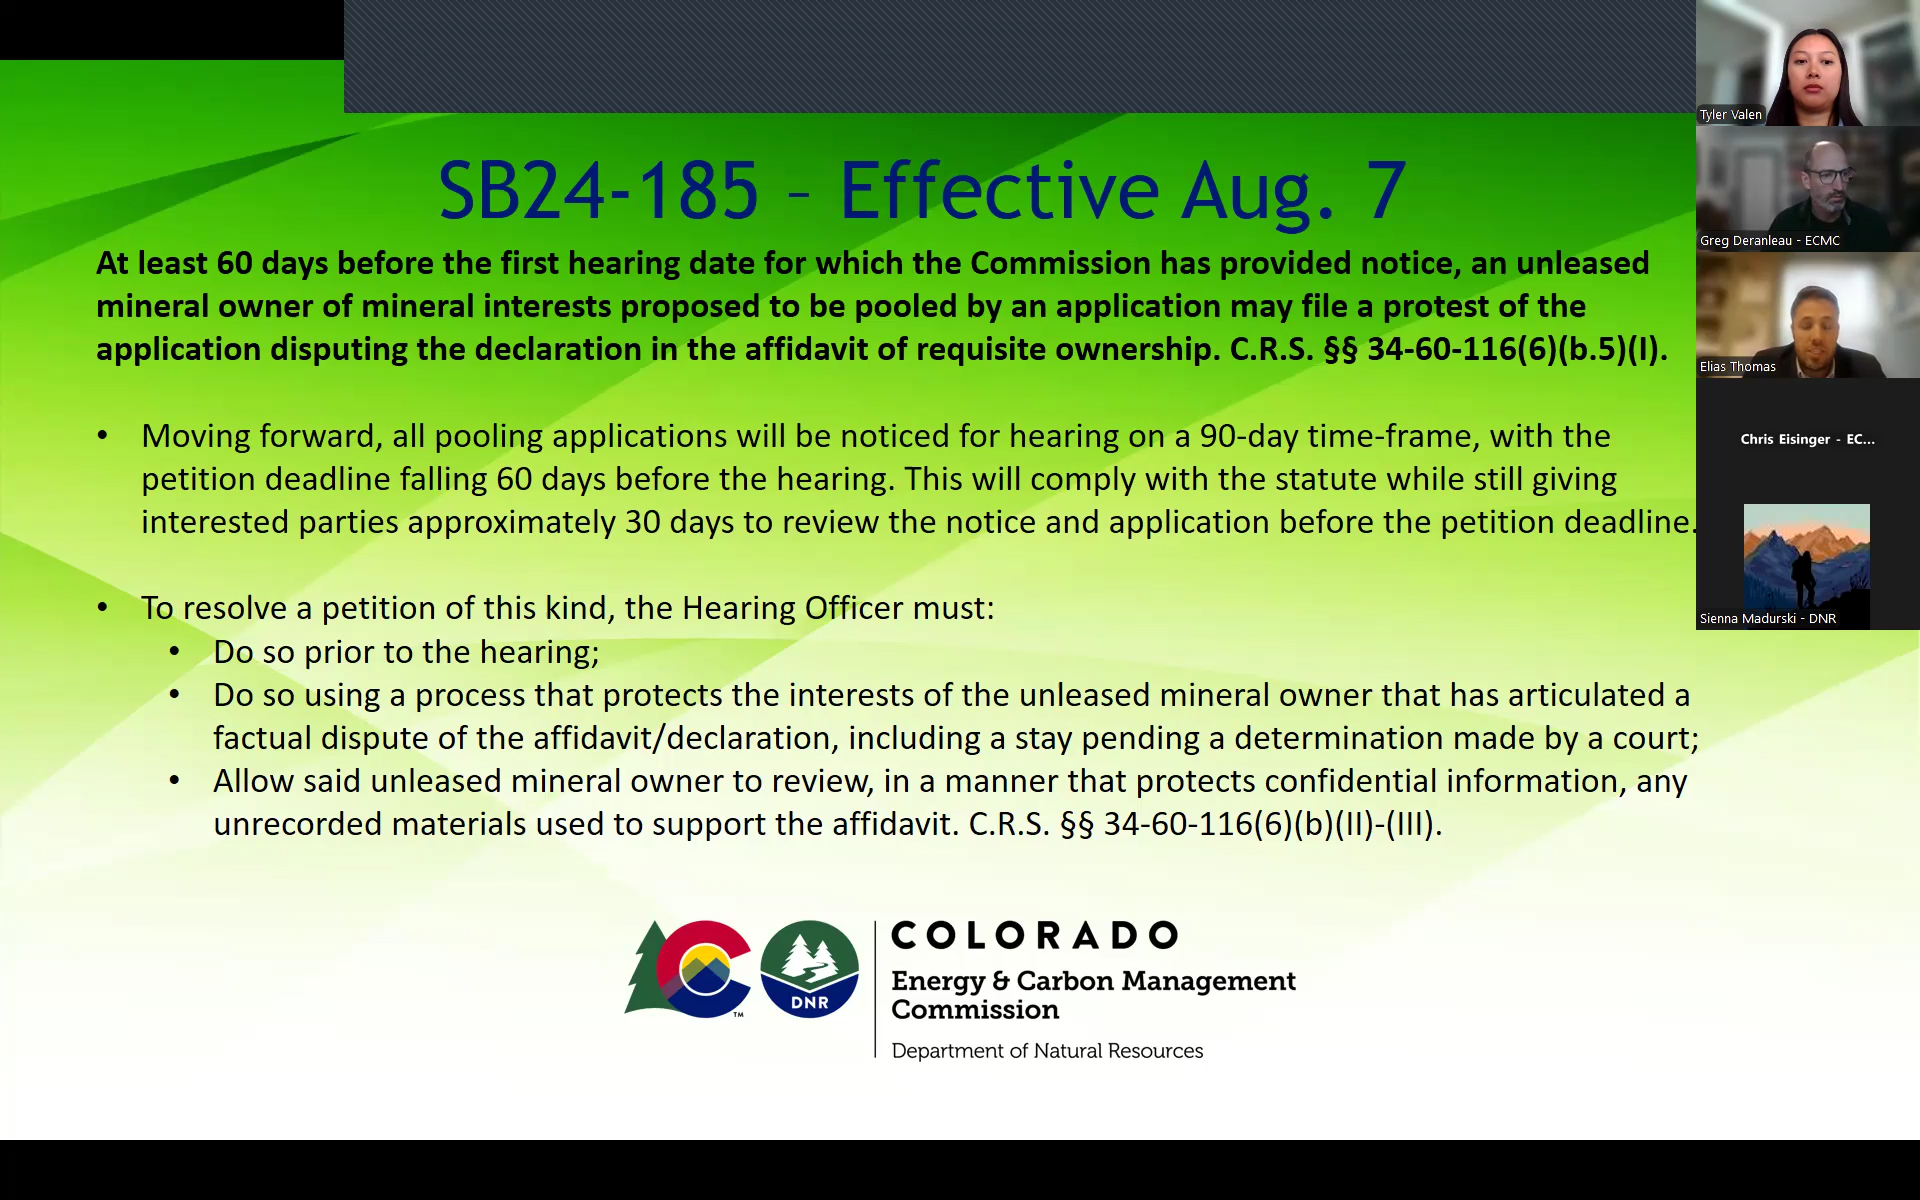 SB24-185 – Effective Aug. 7
At least 60 days before the first hearing date for which the Commission has provided notice, an unleased
mineral owner of mineral interests proposed to be pooled by an application may file a protest of the
application disputing the declaration in the affidavit of requisite ownership. C.R.S. §§ 34-60-116(6)(b.5)(I).
• Moving forward, all pooling applications will be noticed for hearing on a 90-day time-frame, with the
petition deadline falling 60 days before the hearing. This will comply with the statute while still giving
interested parties approximately 30 days to review the notice and application before the petition deadline.
• To resolve a petition of this kind, the Hearing Officer must:
• Do so prior to the hearing;
• Do so using a process that protects the interests of the unleased mineral owner that has articulated a
factual dispute of the affidavit/declaration, including a stay pending a determination made by a court;
• Allow said unleased mineral owner to review, in a manner that protects confidential information, any
unrecorded materials used to support the affidavit. C.R.S. §§ 34-60-116(6)(b)(II)-(III).
TM
DNR
COLORADO
Energy & Carbon Management
Commission
Department of Natural Resources
Tyler Valen
Greg Deranleau - ECMC
Elias Thomas
Chris Eisinger - EC...
Sienna Madurski - DNR